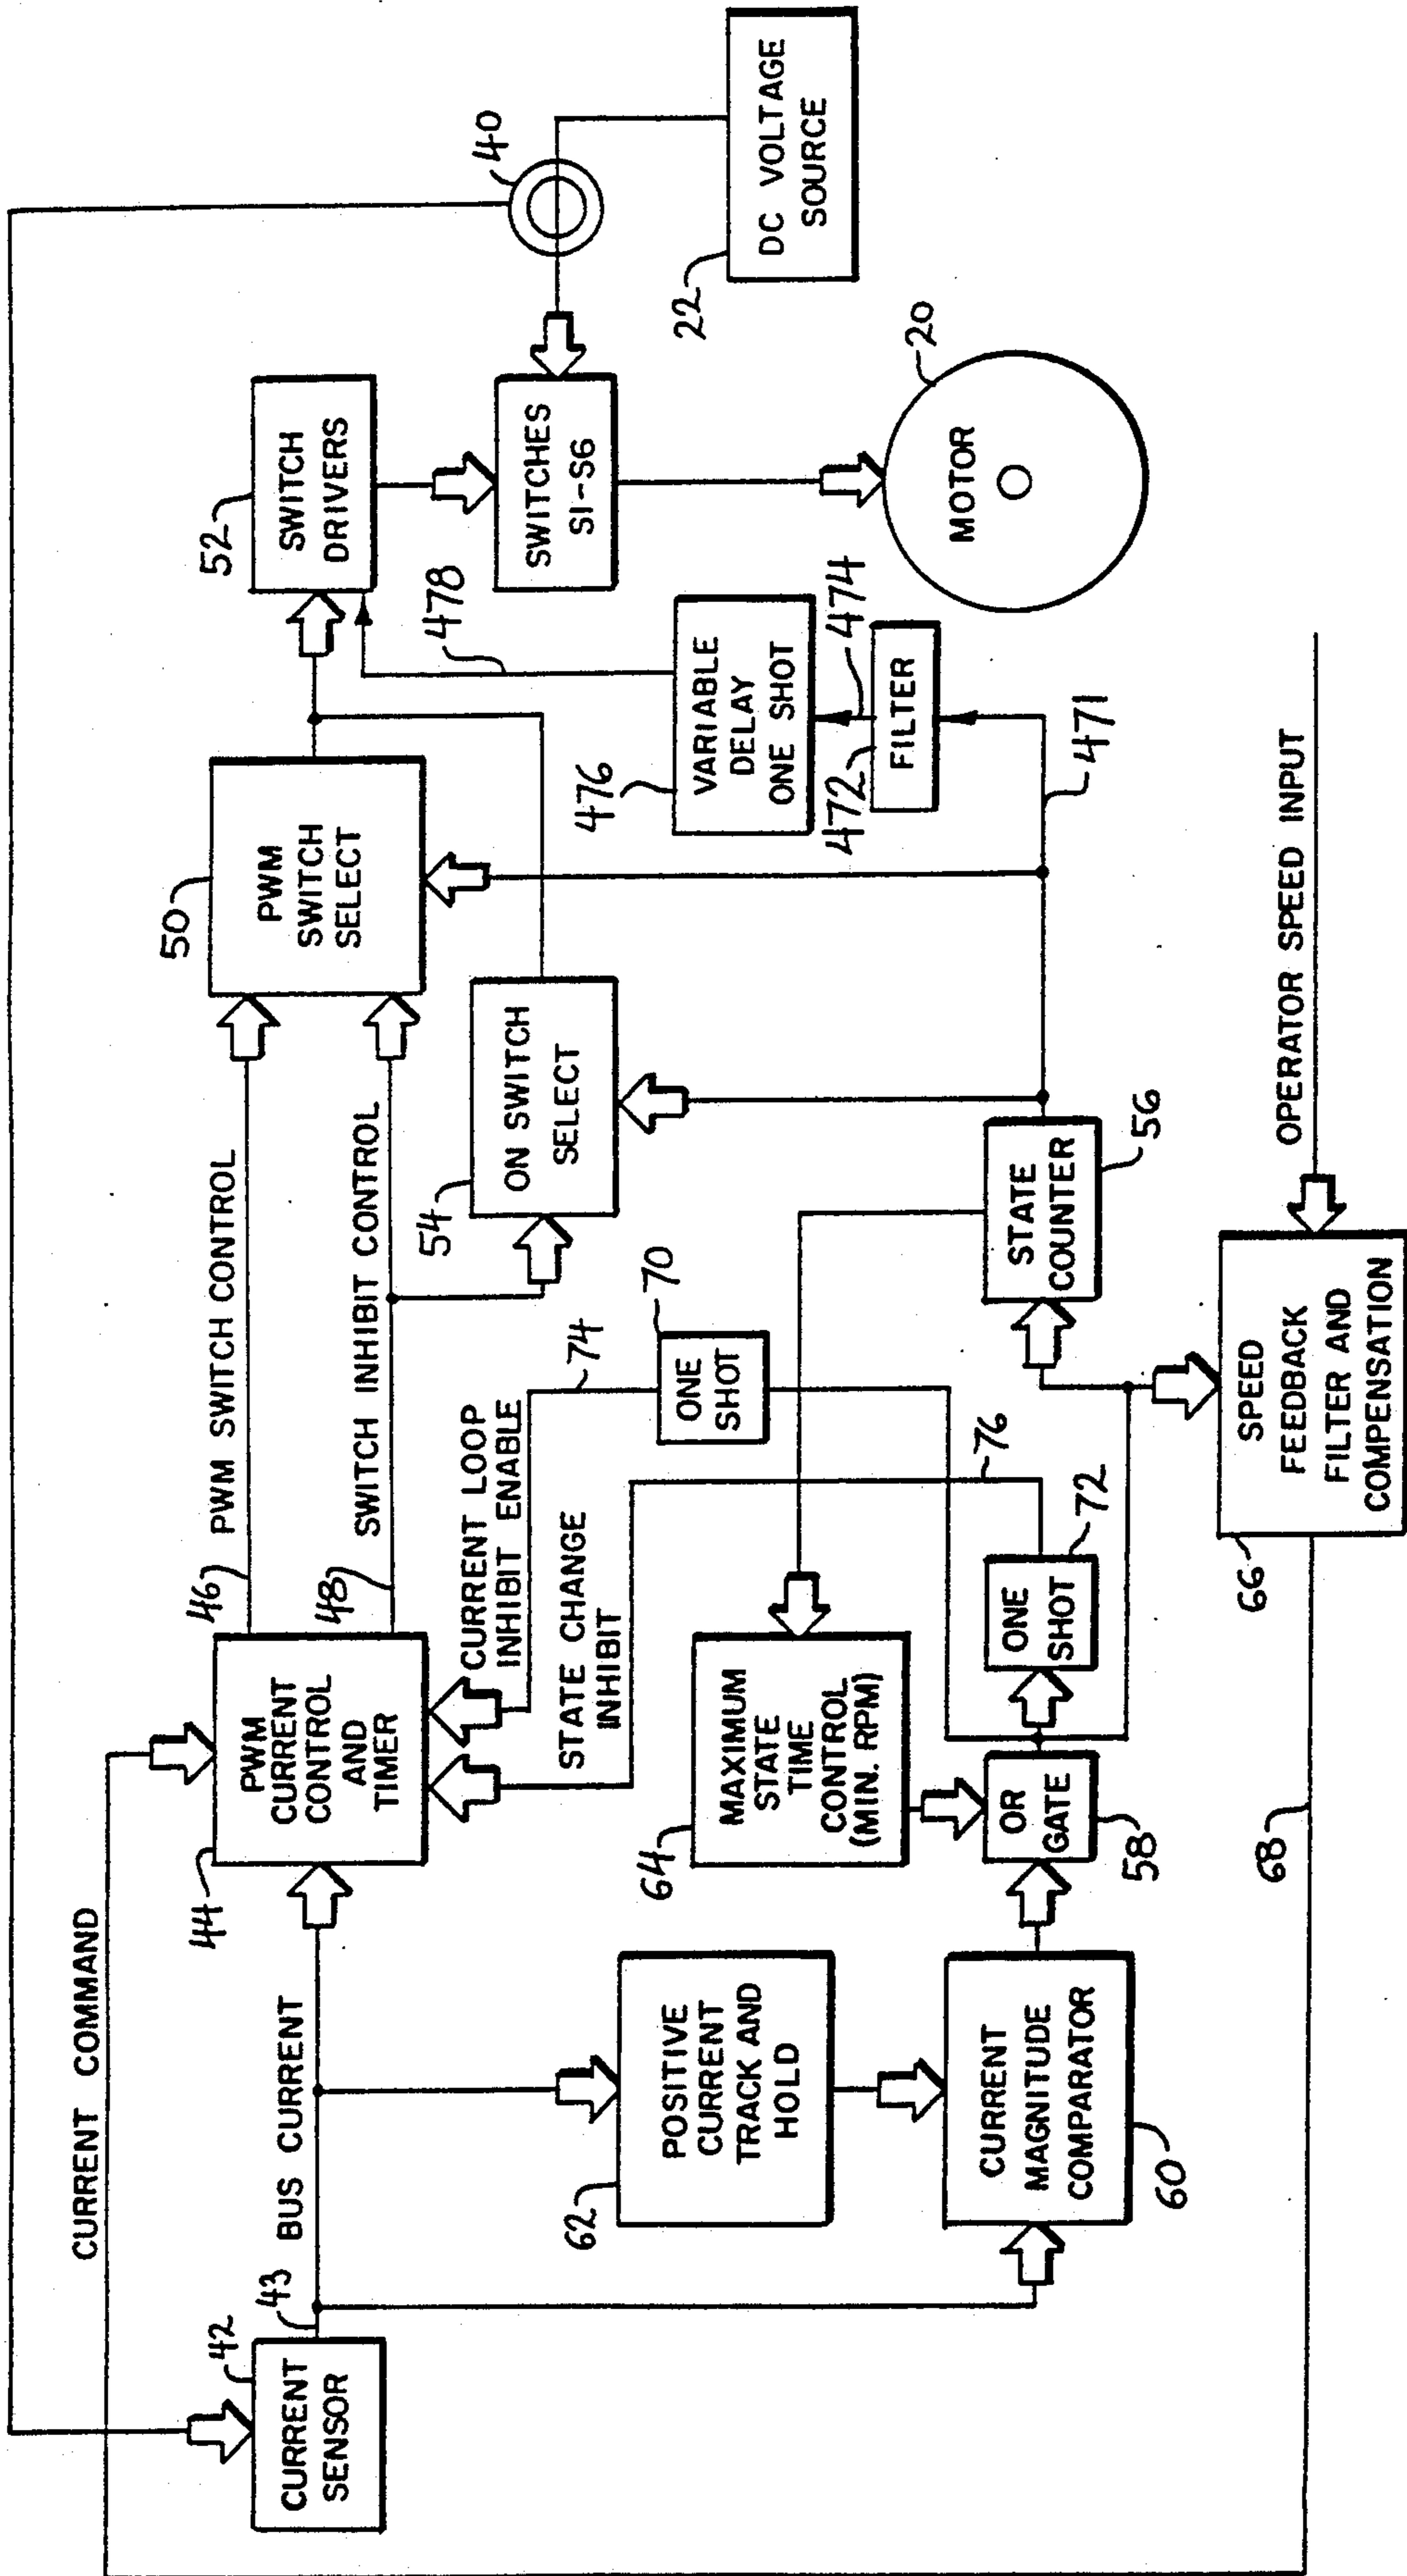 CURRENT COMMAND
42
CURRENT
SENSOR
43
BUS CURRENT
44
PWM
CURRENT
CONTROL
AND
TIMER
46
PWM SWITCH CONTROL
48
SWITCH INHIBIT CONTROL
50
PWM
SWITCH
SELECT
52
SWITCH
DRIVERS
40
CURRENT LOOP
INHIBIT ENABLE
74
STATE CHANGE
INHIBIT
54
ON SWITCH
SELECT
478
SWITCHES
S1-S6
62
POSITIVE
CURRENT
TRACK AND
HOLD
64
MAXIMUM
STATE
TIME
CONTROL
(MIN. RPM)
70
ONE
SHOT
476
VARIABLE
DELAY
ONE SHOT
474
22
DC VOLTAGE
SOURCE
472
FILTER
20
MOTOR
60
CURRENT
MAGNITUDE
COMPARATOR
58
OR
GATE
76
72
ONE
SHOT
56
STATE
COUNTER
471
68
66
SPEED
FEEDBACK
FILTER AND
COMPENSATION
OPERATOR SPEED INPUT